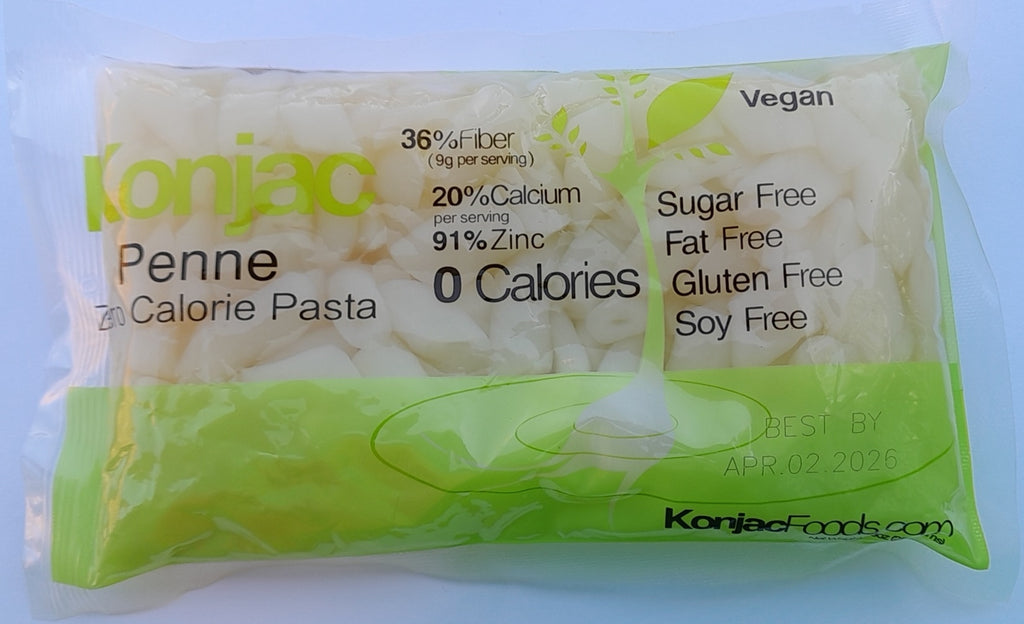 Konjac
Penne
Zero Calorie Pasta
36%Fiber
(9g per serving)
20%Calcium
per serving
91%Zinc
0 Calories
Vegan
Sugar Free
Fat Free
Gluten Free
Soy Free
BEST BY
APR.02.2026
KonjacFoods.com